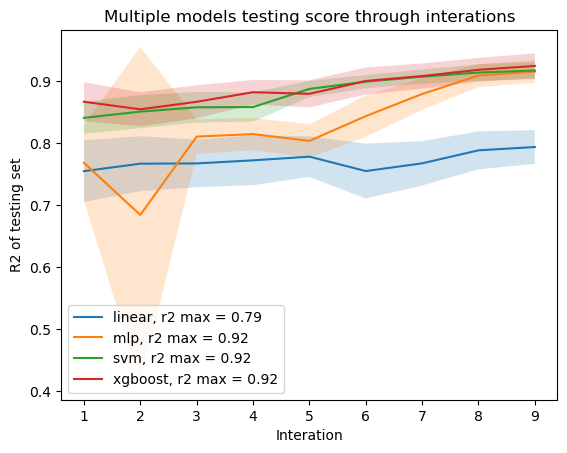 Multiple models testing score through interations
R2 of testing set
0.9
0.8
0.7
0.6
0.5
0.4
linear, r2 max = 0.79
mlp, r2 max = 0.92
svm, r2 max = 0.92
xgboost, r2 max = 0.92
1 2 3 4 5 6 7 8 9
Interation